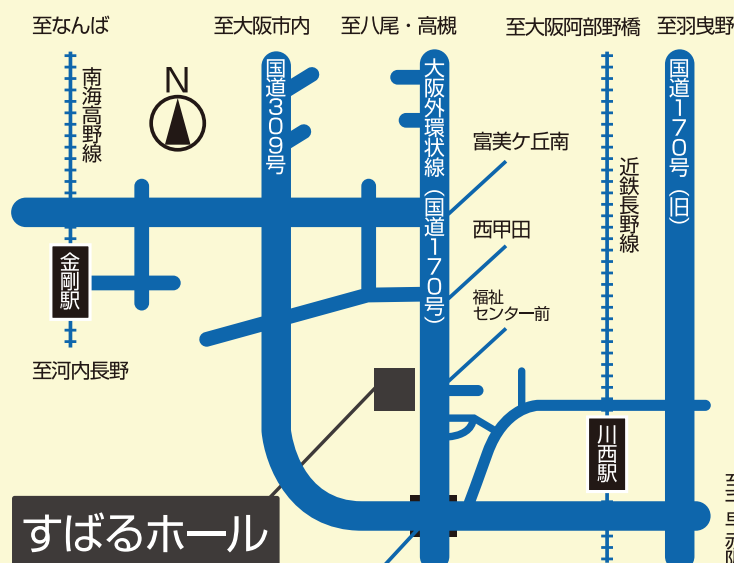 至なんば
至大阪市内
至八尾・高槻
至大阪阿部野橋
至羽曳野
南海高野線
N
国道309号
大阪外環状線(国道170号)
国道170号(旧)
富美ケ丘南
近鉄長野線
西甲田
金剛駅
福祉
センター前
至河内長野
川西駅
すばるホール